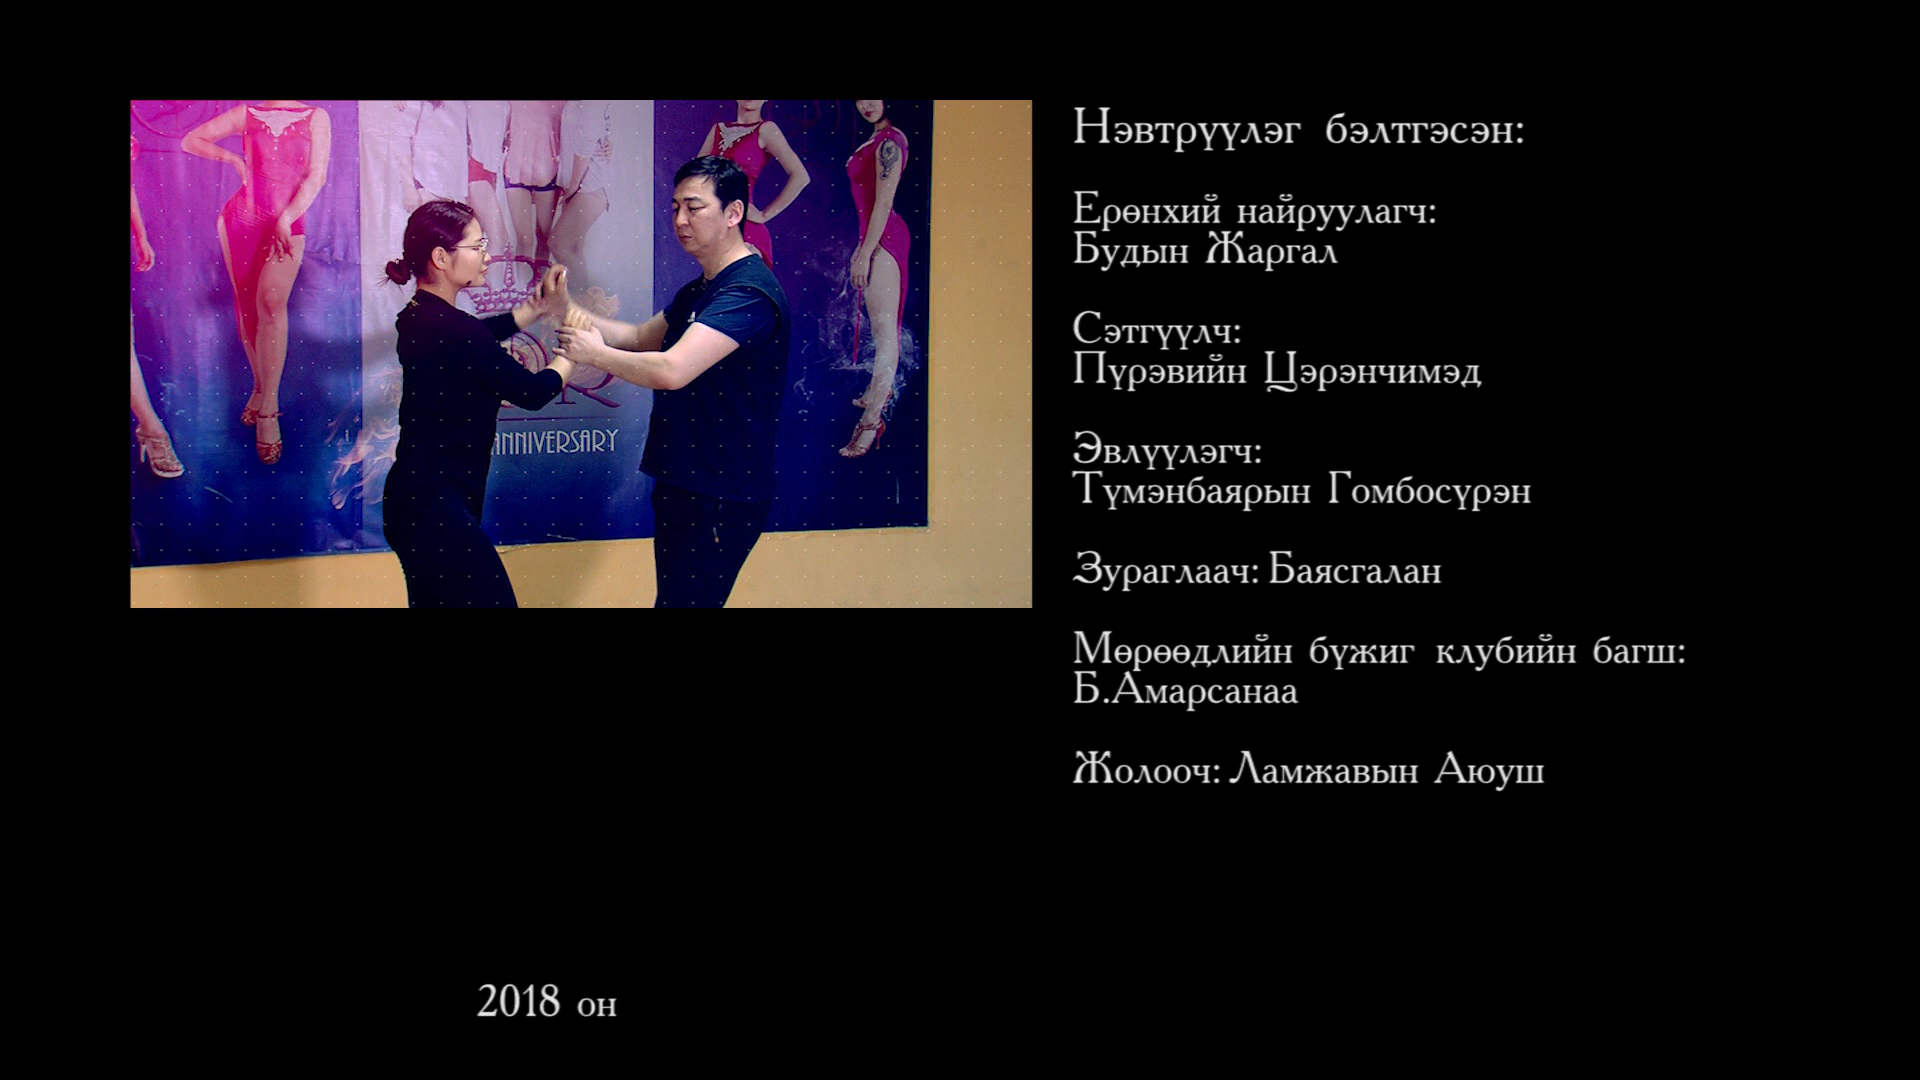 ANNIVERSARY
Нэвтрүүлэг бэлтгэсэн:
Ерөнхий найруулагч:
Будын Жаргал
Сэтгүүлч:
Пүрэвийн Цэрэнчимэд
Эвлүүлэгч:
Түмэнбаярын Гомбосүрэн
Зураглаач: Баясгалан
Мөрөөдлийн бүжиг клубийн багш:
Б.Амарсанаа
Жолооч: Ламжавын Аюуш
2018 он